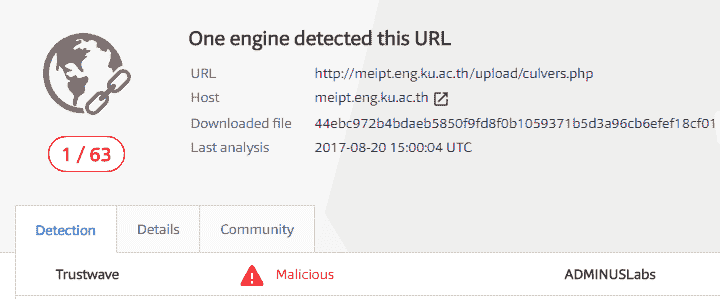 One engine detected this URL
URL http://meipt.eng.ku.ac.th/upload/culvers.php
Host meipt.eng.ku.ac.th
Downloaded file 44ebc972b4bdaeb5850f9fd8f0b1059371b5d3a96cb6efef18cf01
Last analysis 2017-08-20 15:00:04 UTC
1 / 63
Detection Details Community
Trustwave Malicious ADMINUSLabs